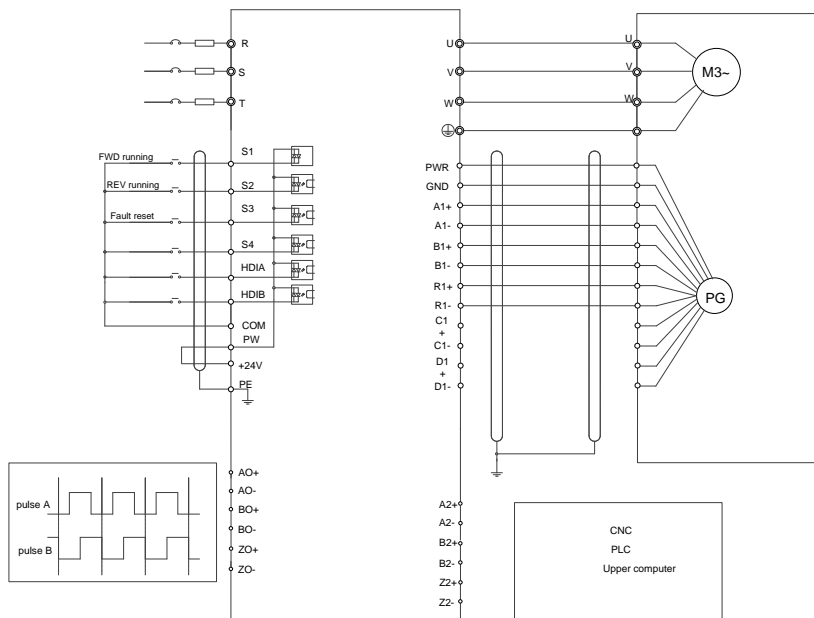 R
S
T
FWD running
REV running
Fault reset
S1
S2
S3
S4
HDIA
HDIB
COM
PW
+24V
PE
AO+
AO-
BO+
BO-
ZO+
ZO-
pulse A
pulse B
U
V
W
PWR
GND
A1+
A1-
B1+
B1-
R1+
R1-
C1
+
C1-
D1
+
D1-
A2+
A2-
B2+
B2-
Z2+
Z2-
U
V
W
M3~
PG
CNC
PLC
Upper computer